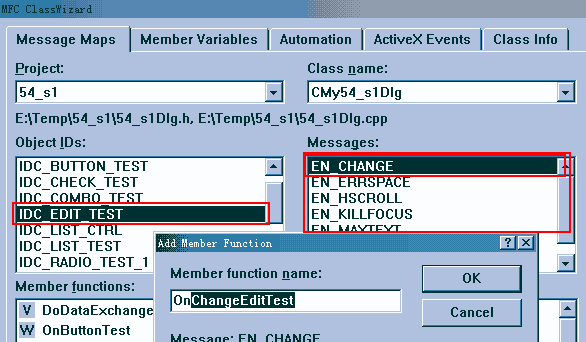 MFC ClassWizard
Message Maps Member Variables Automation ActiveX Events Class Info
Project: Class name:
54_s1 CMy54_s1Dlg
E:\Temp\54_s1\54_s1Dlg.h, E:\Temp\54_s1\54_s1Dlg.cpp
Object IDs: Messages:
IDC_BUTTON_TEST EN_CHANGE
IDC_CHECK_TEST EN_ERRSPACE
IDC_COMBO_TEST EN_HSCROLL
IDC_EDIT_TEST EN_KILLFOCUS
IDC_LIST_CTRL EN_MAXTEXT
IDC_LIST_TEST
IDC_RADIO_TEST_1
Add Member Function
Member function name:
OnChangeEditTest
OK
Cancel
Message: EN_CHANGE
Member functions:
V DoDataExchange
W OnButtonTest